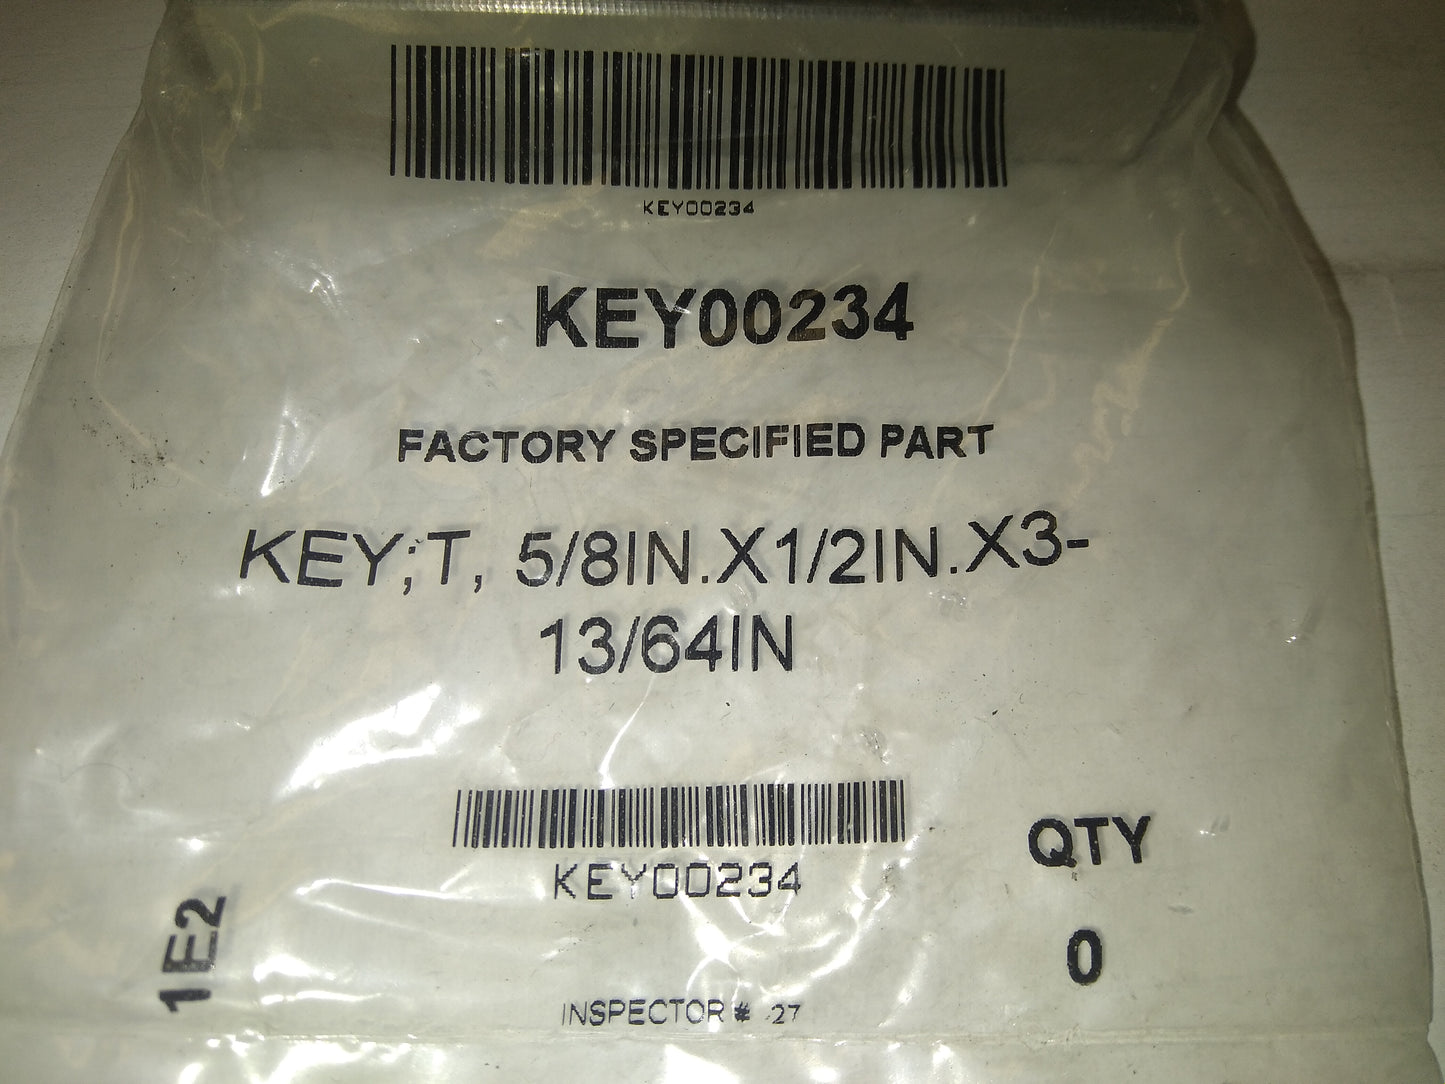 KEY00234
KEY00234
FACTORY SPECIFIED PART
KEY;T, 5/8IN.X1/2IN.X3-
13/64IN
KEY00234
QTY
0
1E2
INSPECTOR # 27